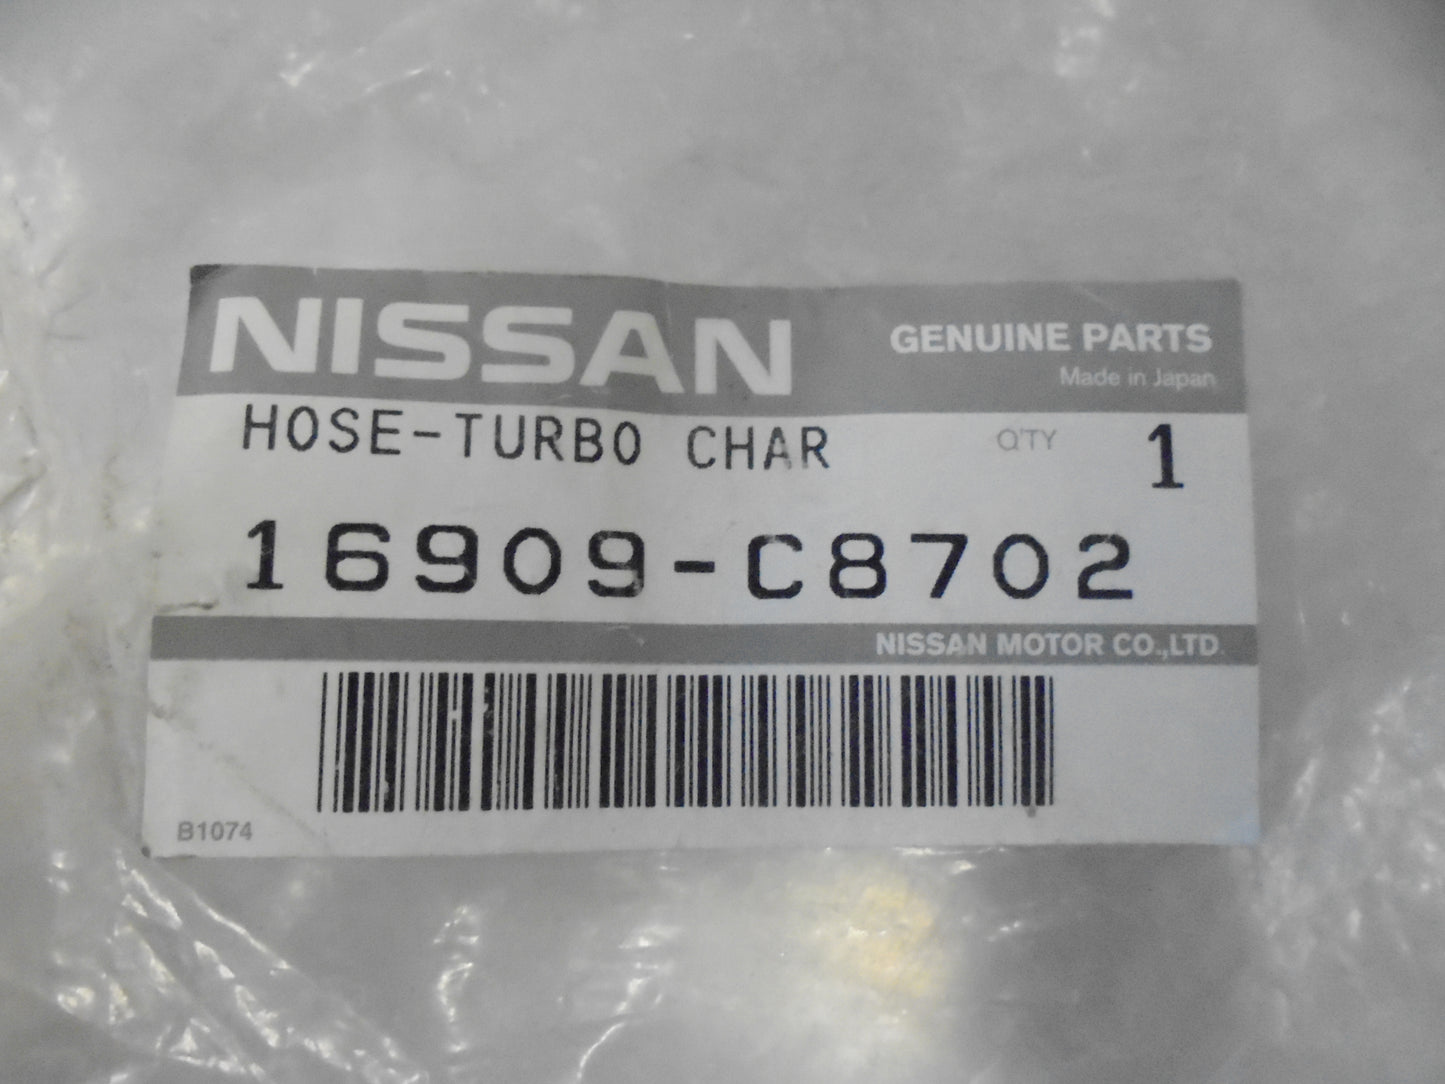 NISSAN
GENUINE PARTS
Made in Japan
HOSE-TURBO CHAR
Q'TY 1
16909-C8702
NISSAN MOTOR CO.,LTD.
B1074